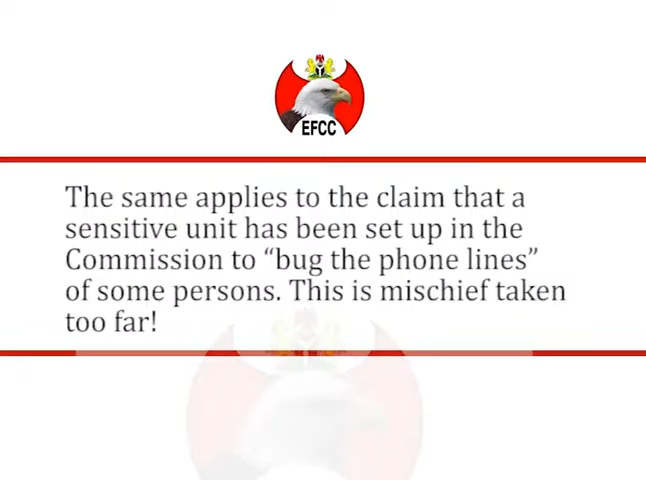 EFCC
The same applies to the claim that a
sensitive unit has been set up in the
Commission to “bug the phone lines”
of some persons. This is mischief taken
too far!